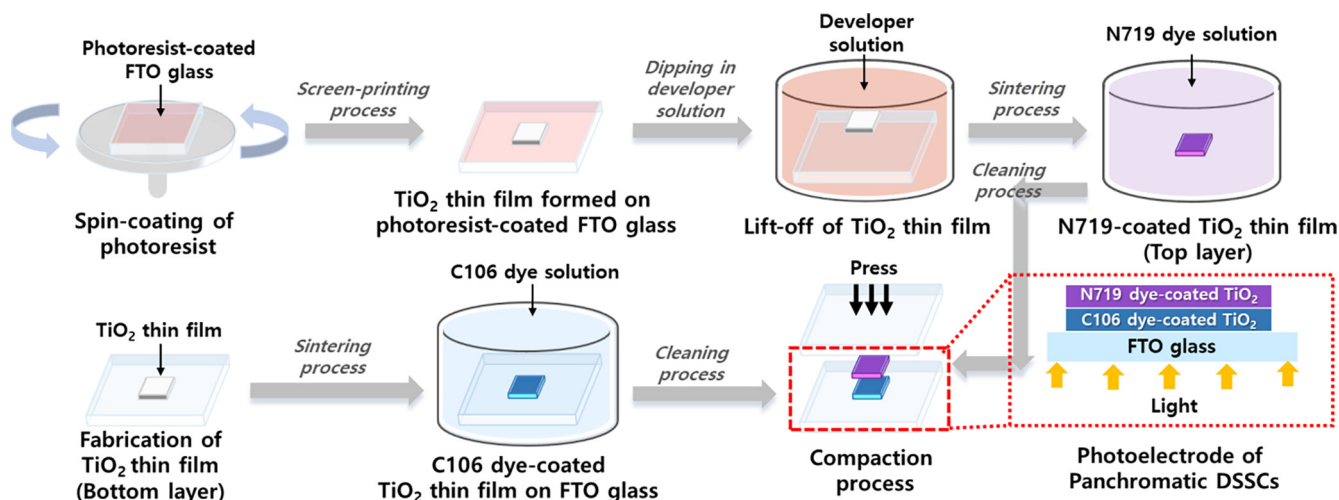 Photoresist-coated
FTO glass
Screen-printing
process
Dipping in
developer
solution
Developer
solution
Sintering
process
N719 dye solution
Spin-coating of
photoresist
TiO₂ thin film formed on
photoresist-coated FTO glass
Lift-off of TiO₂ thin film
Cleaning
process
N719-coated TiO₂ thin film
(Top layer)
TiO₂ thin film
Fabrication of
TiO₂ thin film
(Bottom layer)
Sintering
process
C106 dye solution
C106 dye-coated
TiO₂ thin film on FTO glass
Cleaning
process
Press
Compaction
process
N719 dye-coated TiO₂
C106 dye-coated TiO₂
FTO glass
Light
Photoelectrode of
Panchromatic DSSCs